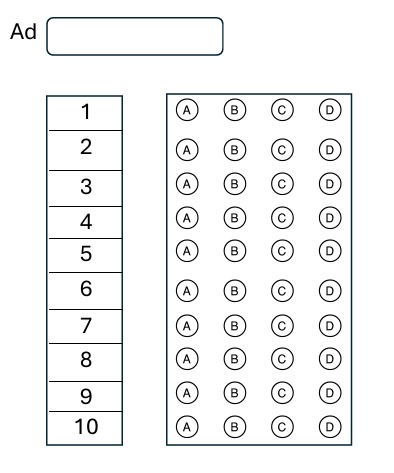 Ad
1 A B C D
2 A B C D
3 A B C D
4 A B C D
5 A B C D
6 A B C D
7 A B C D
8 A B C D
9 A B C D
10 A B C D